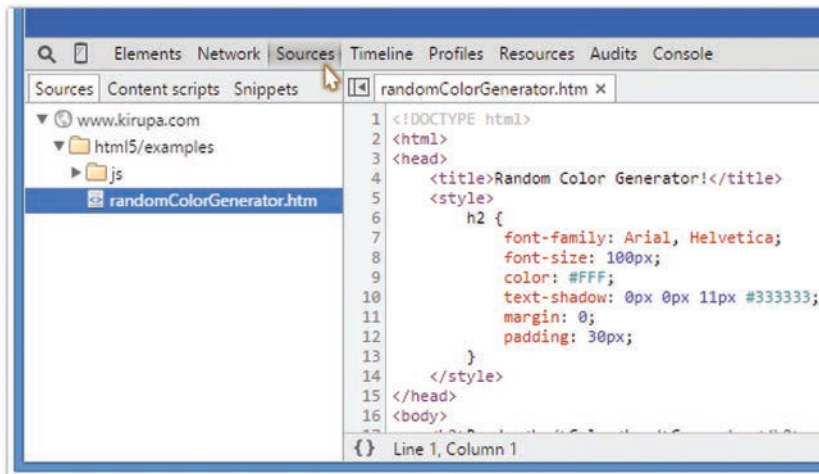 Elements Network Sources Timeline Profiles Resources Audits Console
Sources Content scripts Snippets
randomColorGenerator.htm ×
www.kirupa.com
html5/examples
js
randomColorGenerator.htm
1 <!DOCTYPE html>
2 <html>
3 <head>
4 <title>Random Color Generator!</title>
5 <style>
6 h2 {
7 font-family: Arial, Helvetica;
8 font-size: 100px;
9 color: #FFF;
10 text-shadow: 0px 0px 11px #333333;
11 margin: 0;
12 padding: 30px;
13 }
14 </style>
15 </head>
16 <body>
{} Line 1, Column 1